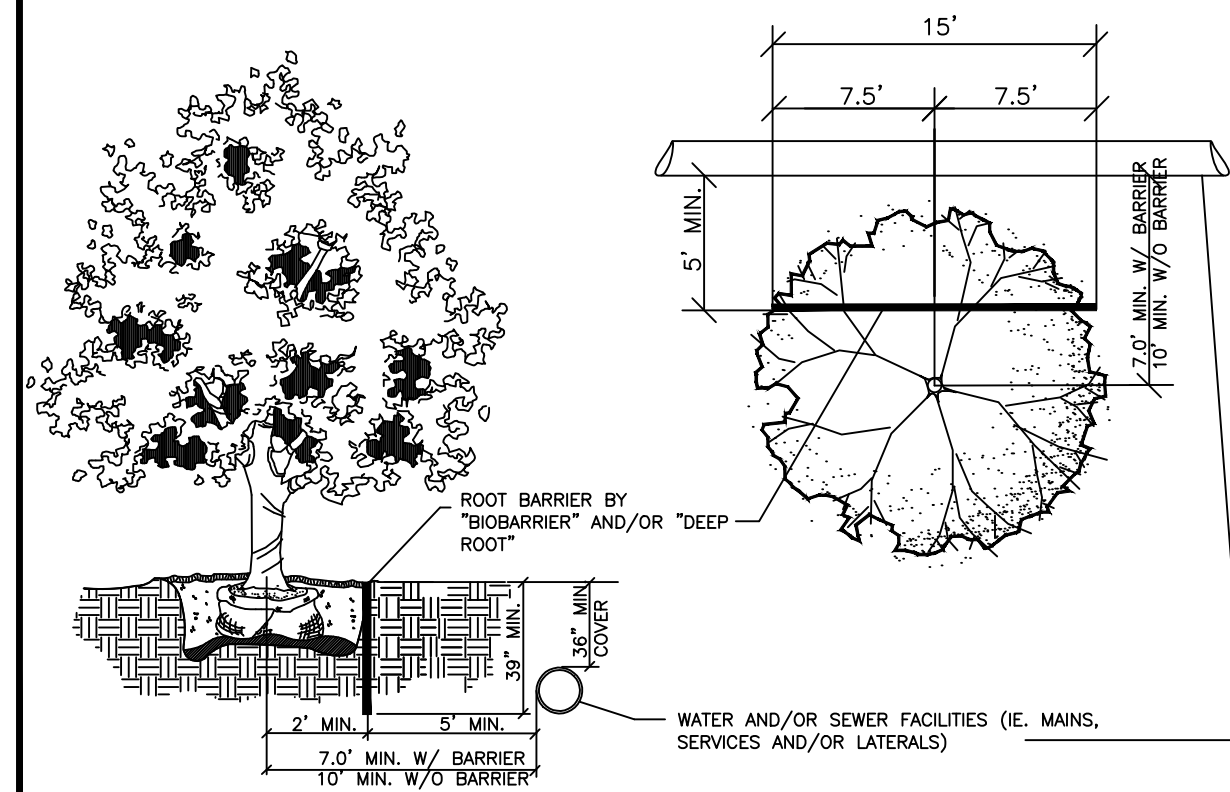 15'
7.5'
7.5'
5' MIN.
7.0' MIN. W/ BARRIER
10' MIN. W/O BARRIER
ROOT BARRIER BY
"BIOBARRIER" AND/OR "DEEP
ROOT"
39" MIN.
36" MIN
COVER
2' MIN.
5' MIN.
7.0' MIN. W/ BARRIER
10' MIN. W/O BARRIER
WATER AND/OR SEWER FACILITIES (IE. MAINS,
SERVICES AND/OR LATERALS)